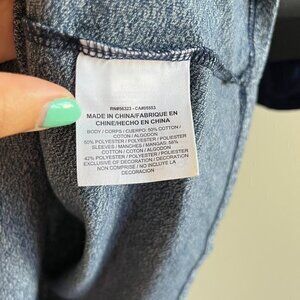 RN#56323 - CA#05553
MADE IN CHINA/FABRIQUE EN
CHINE/HECHO EN CHINA
BODY / CORPS / CUERPO: 50% COTTON /
COTON / ALGODON
50% POLYESTER / POLYESTER / POLIESTER
SLEEVES / MANCHES / MANGAS: 58%
COTTON / COTON / ALGODON
42% POLYESTER / POLYESTER / POLIESTER
EXCLUSIVE OF DECORATION / DECORATION
NON COMPRISE / NO INCLUYE LA
DECORACION